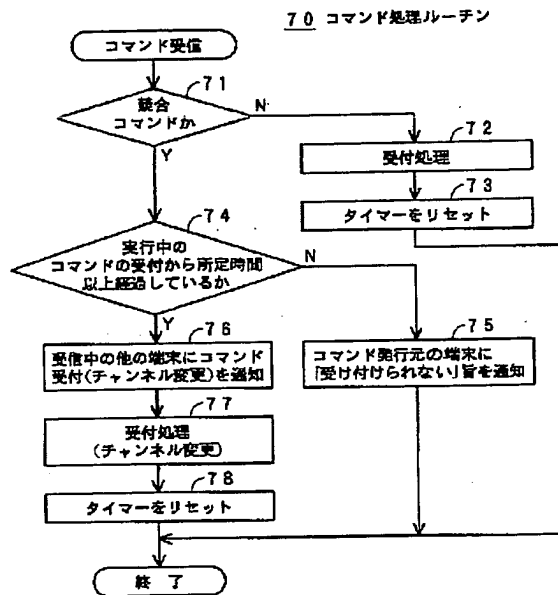 70 コマンド処理ルーチン
コマンド受信
71
競合
コマンドか
N
Y
72
受付処理
73
タイマーをリセット
74
実行中の
コマンドの受付から所定時間
以上経過しているか
N
Y
75
コマンド発行元の端末に
「受け付けられない」旨を通知
76
受信中の他の端末にコマンド
受付(チャンネル変更)を通知
77
受付処理
(チャンネル変更)
78
タイマーをリセット
終了